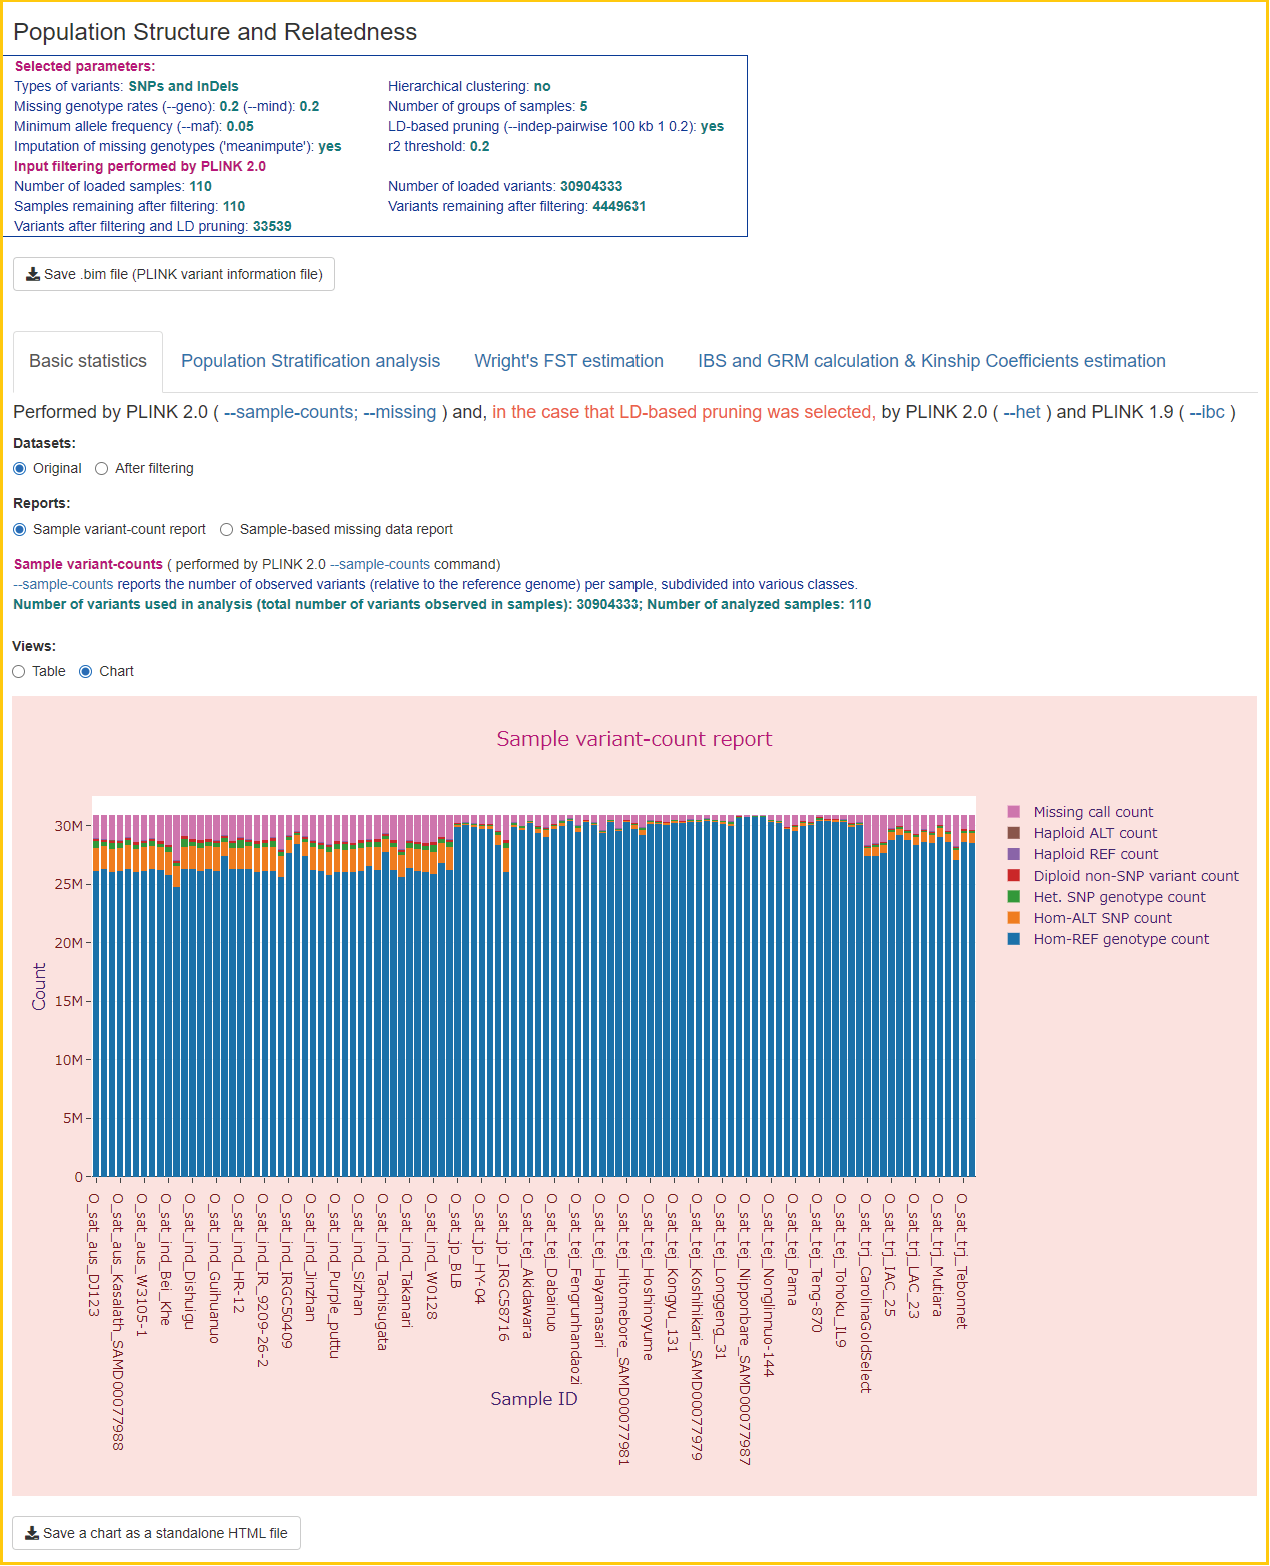 Population Structure and Relatedness
Selected parameters:
Types of variants: SNPs and InDels
Hierarchical clustering: no
Missing genotype rates (--geno): 0.2 (--mind): 0.2
Number of groups of samples: 5
Minimum allele frequency (--maf): 0.05
LD-based pruning (--indep-pairwise 100 kb 1 0.2): yes
Imputation of missing genotypes ('meanimpute'): yes
r2 threshold: 0.2
Input filtering performed by PLINK 2.0
Number of loaded samples: 110
Number of loaded variants: 30904333
Samples remaining after filtering: 110
Variants remaining after filtering: 4449631
Variants after filtering and LD pruning: 33539
Save .bim file (PLINK variant information file)
Basic statistics
Population Stratification analysis
Wright's FST estimation
IBS and GRM calculation & Kinship Coefficients estimation
Performed by PLINK 2.0 ( --sample-counts; --missing ) and, in the case that LD-based pruning was selected, by PLINK 2.0 ( --het ) and PLINK 1.9 ( --ibc )
Datasets:
Original After filtering
Reports:
Sample variant-count report Sample-based missing data report
Sample variant-counts ( performed by PLINK 2.0 --sample-counts command)
--sample-counts reports the number of observed variants (relative to the reference genome) per sample, subdivided into various classes.
Number of variants used in analysis (total number of variants observed in samples): 30904333; Number of analyzed samples: 110
Views:
Table Chart
Sample variant-count report
Missing call count
Haploid ALT count
Haploid REF count
Diploid non-SNP variant count
Het. SNP genotype count
Hom-ALT SNP count
Hom-REF genotype count
Count
30M
25M
20M
15M
10M
5M
0
O_sat_aus_DJ123
O_sat_aus_Kasalath_SAMD00077988
O_sat_aus_W3105-1
O_sat_ind_Bei_Khe
O_sat_ind_Dishuigu
O_sat_ind_Guihuanuo
O_sat_ind_HR-12
O_sat_ind_IR_9209-26-2
O_sat_ind_IRGC50409
O_sat_ind_Jinzhan
O_sat_ind_Purple_puttu
O_sat_ind_Sizhan
O_sat_ind_Tachisugata
O_sat_ind_Takanari
O_sat_ind_W0128
O_sat_jp_BLB
O_sat_jp_HY-04
O_sat_jp_IRGC58716
O_sat_tej_Akidawara
O_sat_tej_Dabainuo
O_sat_tej_Fengrunhandaozi
O_sat_tej_Hayamasari
O_sat_tej_Hitomebore_SAMD00077981
O_sat_tej_Hoshinoyume
O_sat_tej_Kongyu_131
O_sat_tej_Koshihikari_SAMD00077979
O_sat_tej_Longgeng_31
O_sat_tej_Nipponbare_SAMD00077987
O_sat_tej_Nonglinnuo-144
O_sat_tej_Pama
O_sat_tej_Teng-870
O_sat_tej_Tohoku_IL9
O_sat_trj_CarolinaGoldSelect
O_sat_trj_IAC_25
O_sat_trj_LAC_23
O_sat_trj_Mutiara
O_sat_trj_Tebonnet
Sample ID
Save a chart as a standalone HTML file